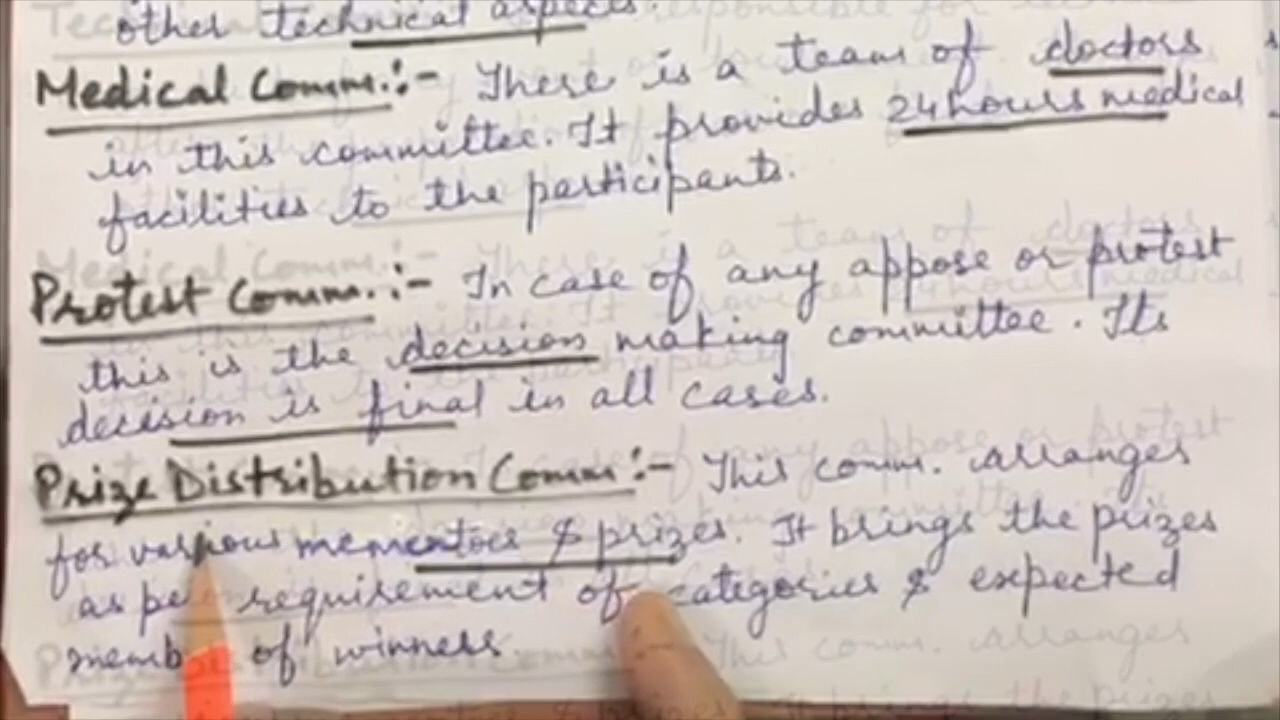 other technical aspects.
Medical Comm.:- There is a team of doctors
in this committee. It provides 24 hours medical
facilities to the participants.
Protest Comm.:- In case of any appose or protest
this is the decision making committee. Its
decision is final in all cases.
Prize Distribution Comm:- This comm. arranges
for various mementoes & prizes. It brings the prizes
as per requirement of categories & expected
of winness